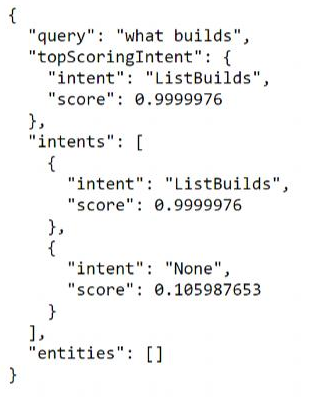 {
  "query": "what builds",
  "topScoringIntent": {
    "intent": "ListBuilds",
    "score": 0.9999976
  },
  "intents": [
    {
      "intent": "ListBuilds",
      "score": 0.9999976
    },
    {
      "intent": "None",
      "score": 0.105987653
    }
  ],
  "entities": []
}